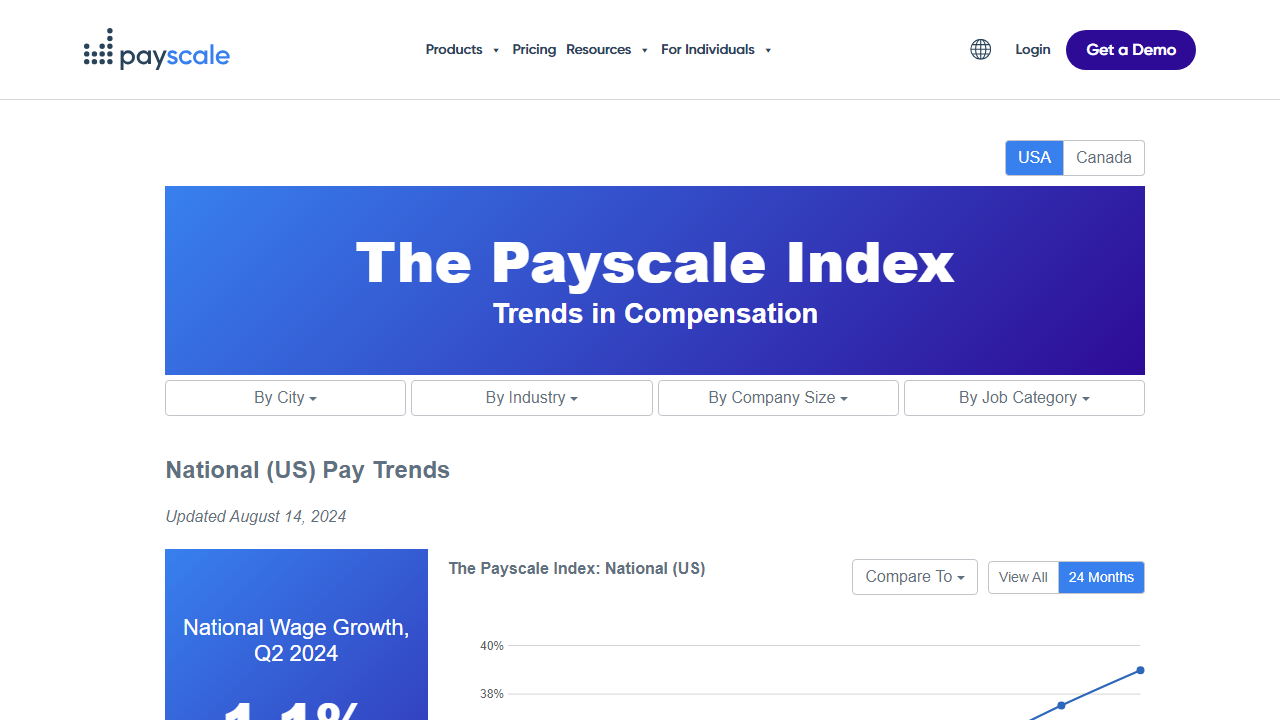 payscale
Products Pricing Resources For Individuals
Login
Get a Demo
USA Canada
The Payscale Index
Trends in Compensation
By City By Industry By Company Size By Job Category
National (US) Pay Trends
Updated August 14, 2024
National Wage Growth,
Q2 2024
1.1%
The Payscale Index: National (US)
Compare To
View All 24 Months
40%
38%